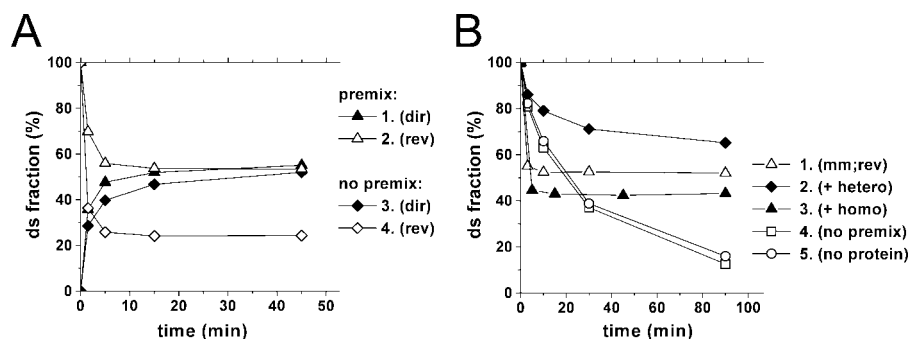 A
100
80
60
40
20
0
ds fraction (%)
0 10 20 30 40 50
time (min)
premix:
1. (dir)
2. (rev)
no premix:
3. (dir)
4. (rev)
B
100
80
60
40
20
0
ds fraction (%)
0 20 40 60 80 100
time (min)
1. (mm;rev)
2. (+ hetero)
3. (+ homo)
4. (no premix)
5. (no protein)